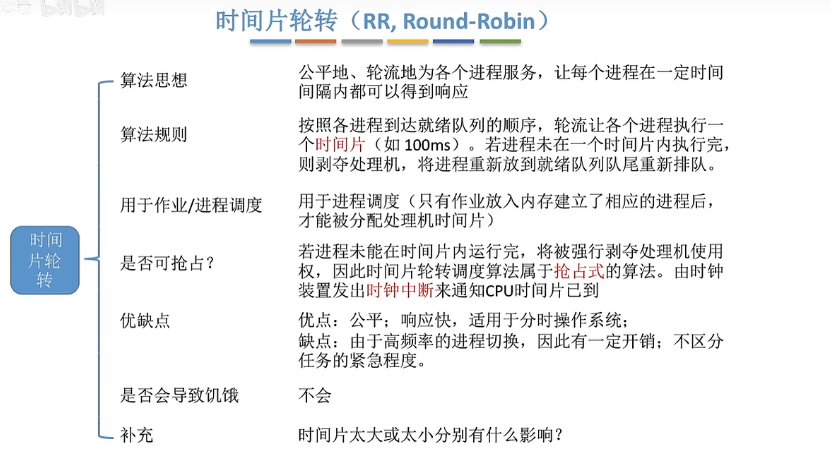 时间片轮转（RR, Round-Robin）
算法思想
公平地、轮流地为各个进程服务，让每个进程在一定时间
间隔内都可以得到响应
算法规则
按照各进程到达就绪队列的顺序，轮流让各个进程执行一
个时间片（如 100ms）。若进程未在一个时间片内执行完，
则剥夺处理机，将进程重新放到就绪队列队尾重新排队。
用于作业/进程调度
用于进程调度（只有作业放入内存建立了相应的进程后，
才能被分配处理机时间片）
时间
片轮
转
是否可抢占？
若进程未能在时间片内运行完，将被强行剥夺处理机使用
权，因此时间片轮转调度算法属于抢占式的算法。由时钟
装置发出时钟中断来通知CPU时间片已到
优缺点
优点：公平；响应快，适用于分时操作系统；
缺点：由于高频率的进程切换，因此有一定开销；不区分
任务的紧急程度。
是否会导致饥饿
不会
补充
时间片太大或太小分别有什么影响？